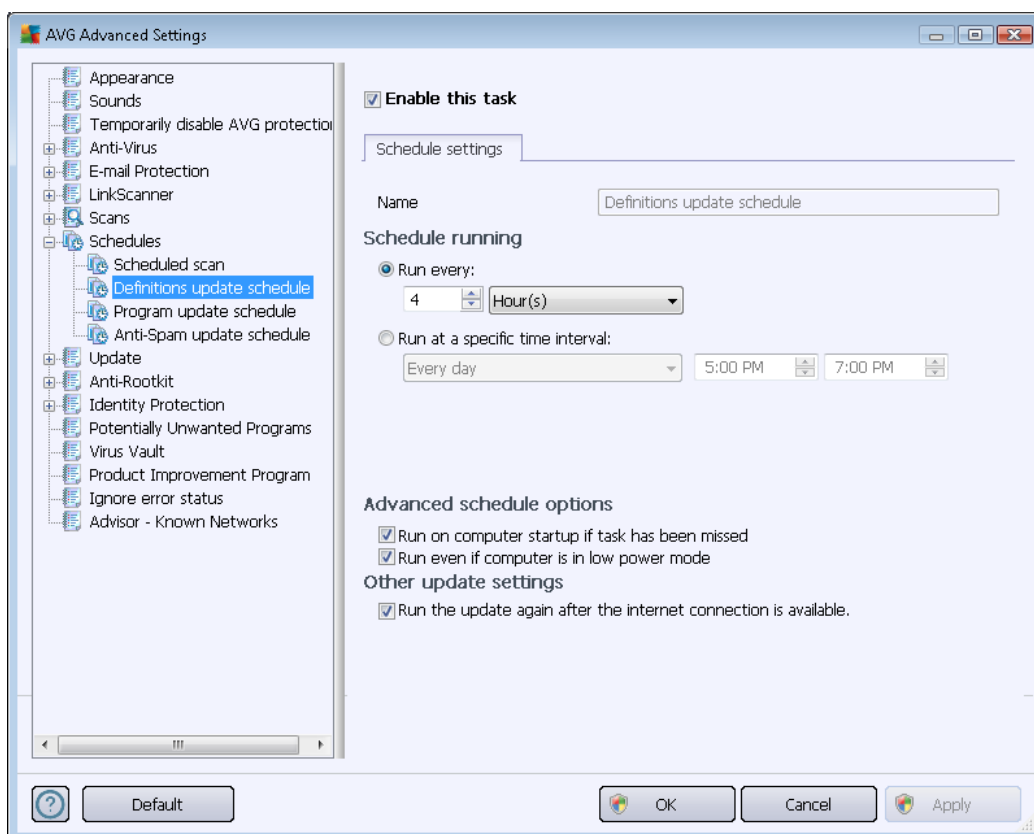 AVG Advanced Settings
Appearance
Sounds
Temporarily disable AVG protection
Anti-Virus
E-mail Protection
LinkScanner
Scans
Schedules
Scheduled scan
Definitions update schedule
Program update schedule
Anti-Spam update schedule
Update
Anti-Rootkit
Identity Protection
Potentially Unwanted Programs
Virus Vault
Product Improvement Program
Ignore error status
Advisor - Known Networks
Enable this task
Schedule settings
Name Definitions update schedule
Schedule running
Run every:
4 Hour(s)
Run at a specific time interval:
Every day 5:00 PM 7:00 PM
Advanced schedule options
Run on computer startup if task has been missed
Run even if computer is in low power mode
Other update settings
Run the update again after the internet connection is available.
? Default OK Cancel Apply